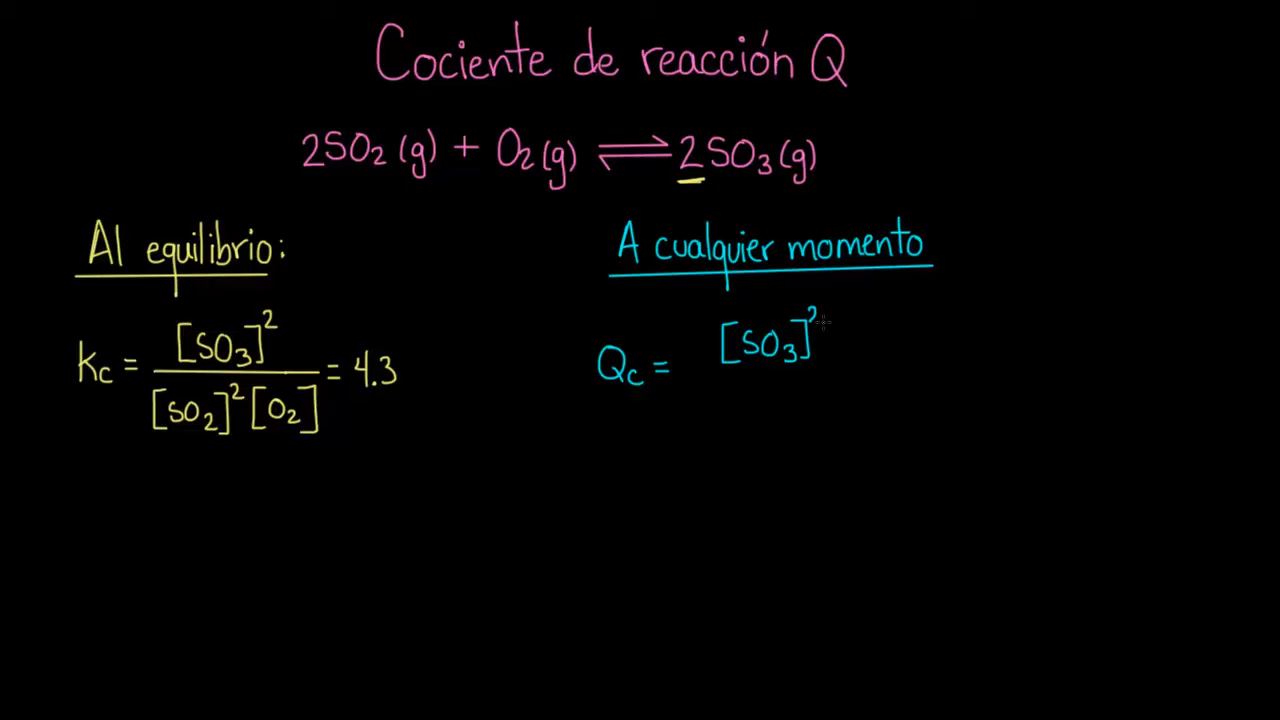 Cociente de reacción Q
2SO₂(g) + O₂(g) ⇌ 2SO₃(g)
Al equilibrio:
Kc = [SO₃]² / [SO₂]² [O₂] = 4.3
A cualquier momento
Qc = [SO₃]²